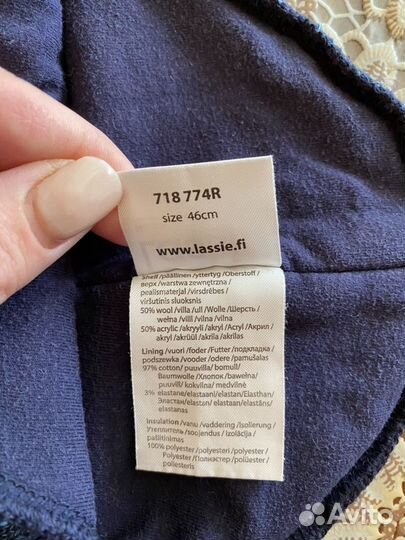 718 774R
size 46cm
www.lassie.fi
Shell/päällinen/yttertyg/Oberstoff/
верх/warstwa zewnętrzna/
pealismaterjal/virsdrēbes/
viršutinis sluoksnis
50% wool/villa/ull/Wolle/Шерсть/
wełna/villi/vilna/vilna
50% acrylic/akryyli/akryl/Acryl/Акрил/
akryl/akrüül/akrila/akrilas
Lining/vuori/foder/Futter/подкладка/
podszewka/vooder/odere/pamušalas
97% cotton/puuvilla/bomull/
Baumwolle/Хлопок/bawełna/
puuvill/kokvilna/medvilnė
3% elastane/elastaani/elastan/Elasthan/
Эластан/elastan/elastaan/elastāns/
elastanas
Insulation/vanu/vaddering/Isolierung/
Утеплитель/soojendus/Izolācija/
pašiltinimas
100% polyester/polyesteri/polyester/
Polyester/Полиэстер/poliester/
poliesteris
Avito